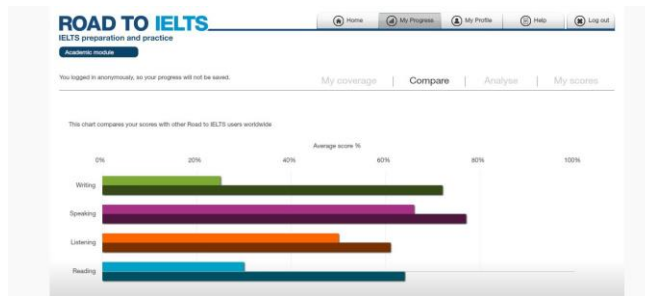 ROAD TO IELTS
IELTS preparation and practice
Academic module
Home
My Progress
My Profile
Help
Log out
You logged in anonymously, so your progress will not be saved.
My coverage | Compare | Analyse | My scores
This chart compares your scores with other Road to IELTS users worldwide
Average score %
0% 20% 40% 60% 80% 100%
Writing
Speaking
Listening
Reading